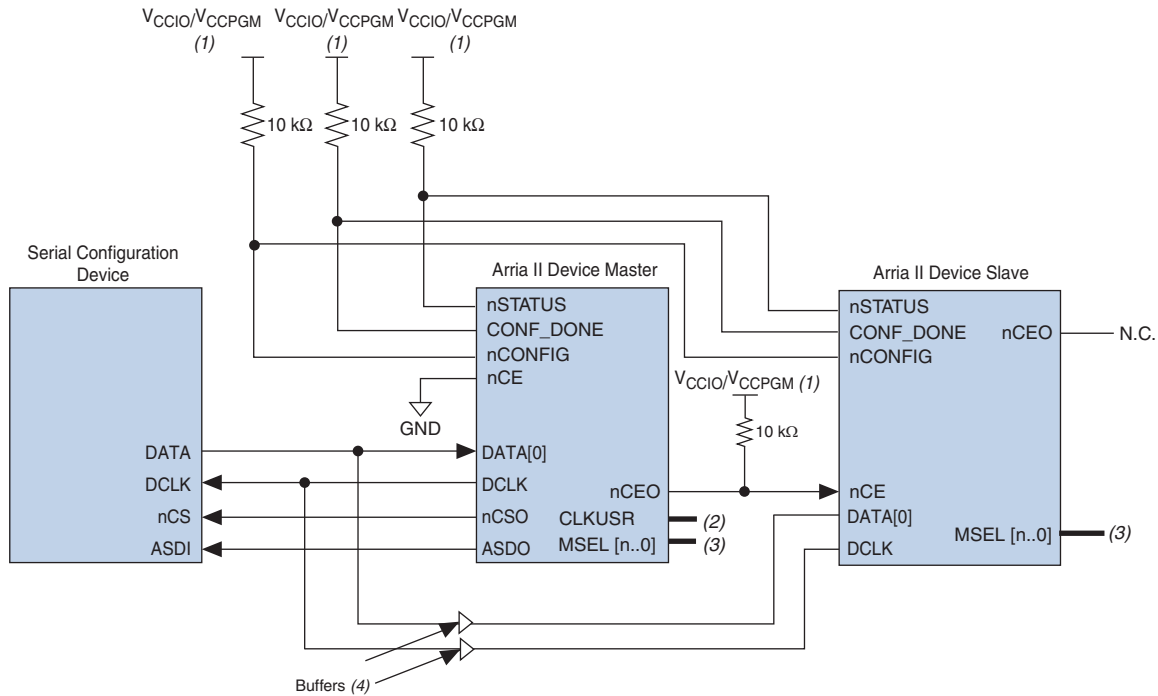 VCCIO/VCCPGM (1)
VCCIO/VCCPGM (1)
VCCIO/VCCPGM (1)
10 kΩ
10 kΩ
10 kΩ
Serial Configuration
Device
DATA
DCLK
nCS
ASDI
Arria II Device Master
nSTATUS
CONF_DONE
nCONFIG
nCE
GND
DATA[0]
DCLK
nCSO
ASDO
nCEO
CLKUSR
(2)
MSEL [n..0]
(3)
VCCIO/VCCPGM (1)
10 kΩ
Arria II Device Slave
nSTATUS
CONF_DONE
nCONFIG
nCEO
N.C.
nCE
DATA[0]
DCLK
MSEL [n..0]
(3)
Buffers (4)